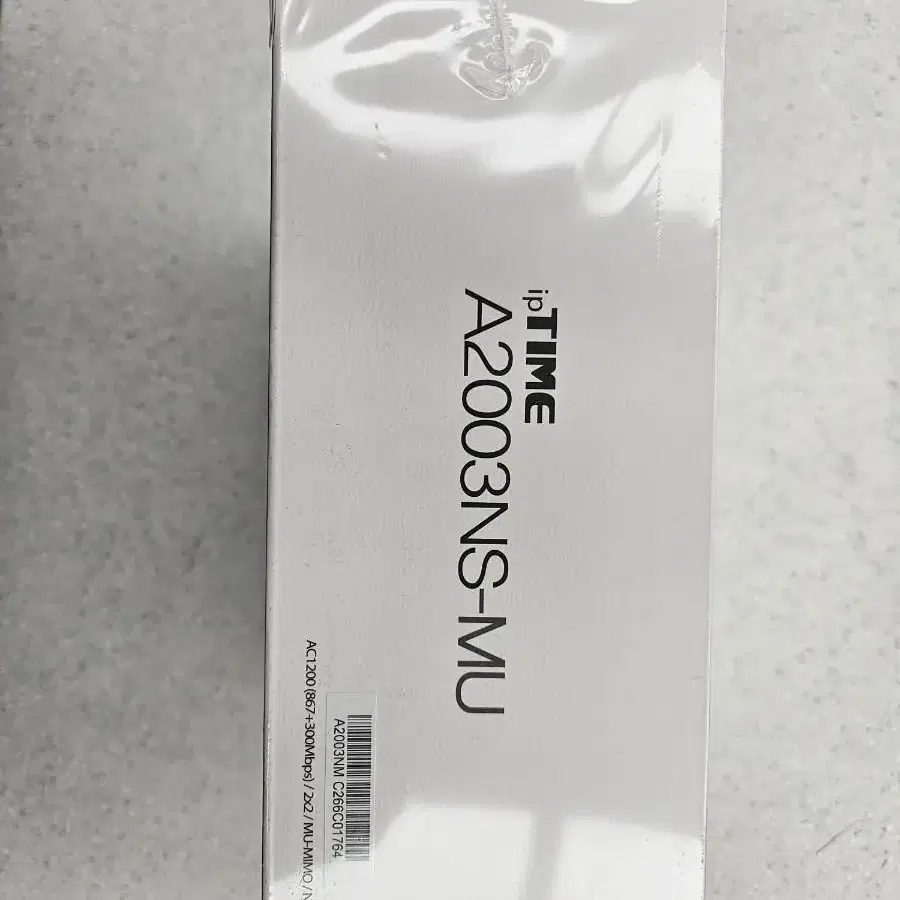 ipTIME
A2003NS-MU
A2003NM C266C01764
AC1200 (867+300Mbps) / 2x2 / MU-MIMO /